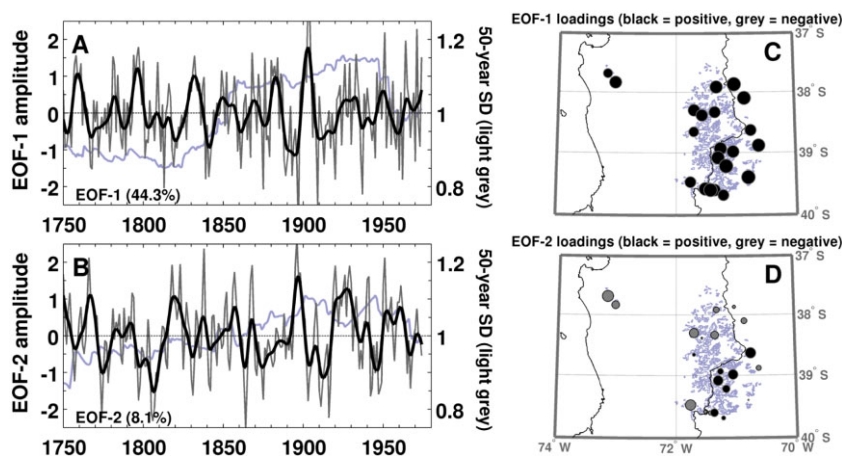 EOF-1 amplitude
2
1
0
-1
-2
A
EOF-1 (44.3%)
1.2
1
0.8
50-year SD (light grey)
1750 1800 1850 1900 1950
EOF-1 loadings (black = positive, grey = negative)
C
37° S
38° S
39° S
40° S
EOF-2 amplitude
2
1
0
-1
-2
B
EOF-2 (8.1%)
1.2
1
0.8
50-year SD (light grey)
1750 1800 1850 1900 1950
EOF-2 loadings (black = positive, grey = negative)
D
37° S
38° S
39° S
40° S
74° W 72° W 70° W